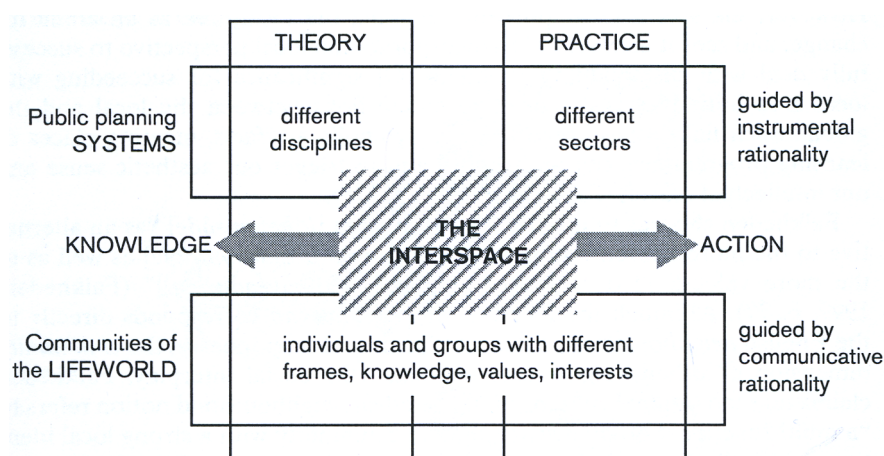 THEORY
PRACTICE
Public planning
SYSTEMS
different
disciplines
different
sectors
guided by
instrumental
rationality
KNOWLEDGE
THE
INTERSPACE
ACTION
Communities of
the LIFEWORLD
individuals and groups with different
frames, knowledge, values, interests
guided by
communicative
rationality